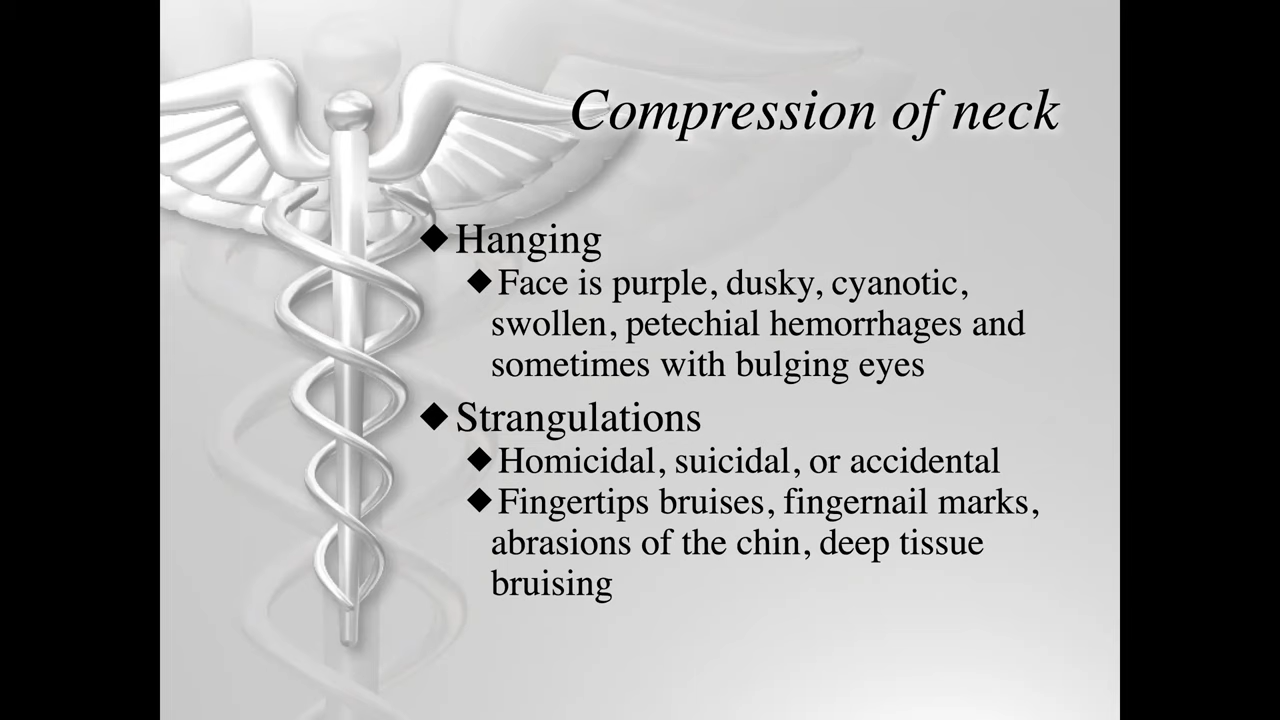 Compression of neck
Hanging
Face is purple, dusky, cyanotic,
swollen, petechial hemorrhages and
sometimes with bulging eyes
Strangulations
Homicidal, suicidal, or accidental
Fingertips bruises, fingernail marks,
abrasions of the chin, deep tissue
bruising